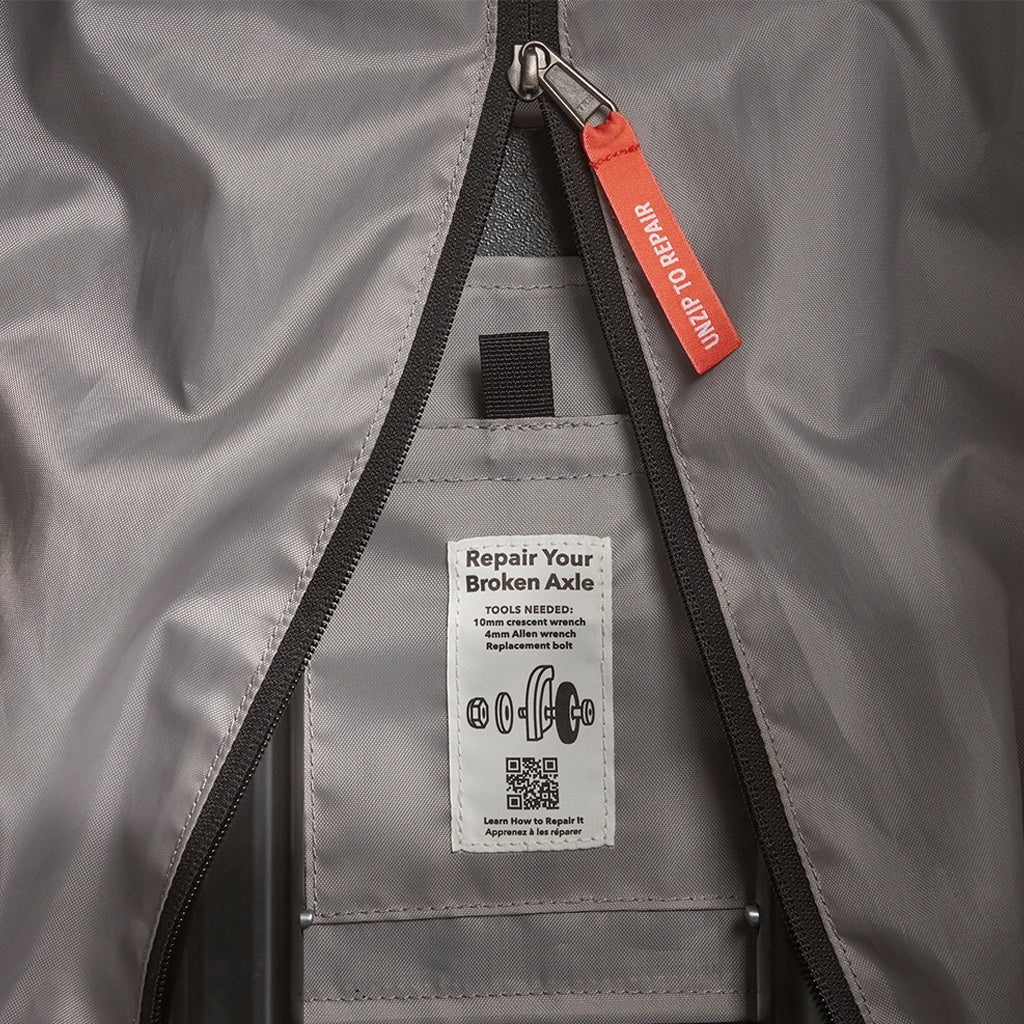 UNZIP TO REPAIR
Repair Your
Broken Axle
TOOLS NEEDED:
10mm crescent wrench
4mm Allen wrench
Replacement bolt
Learn How to Repair It
Apprenez à les réparer